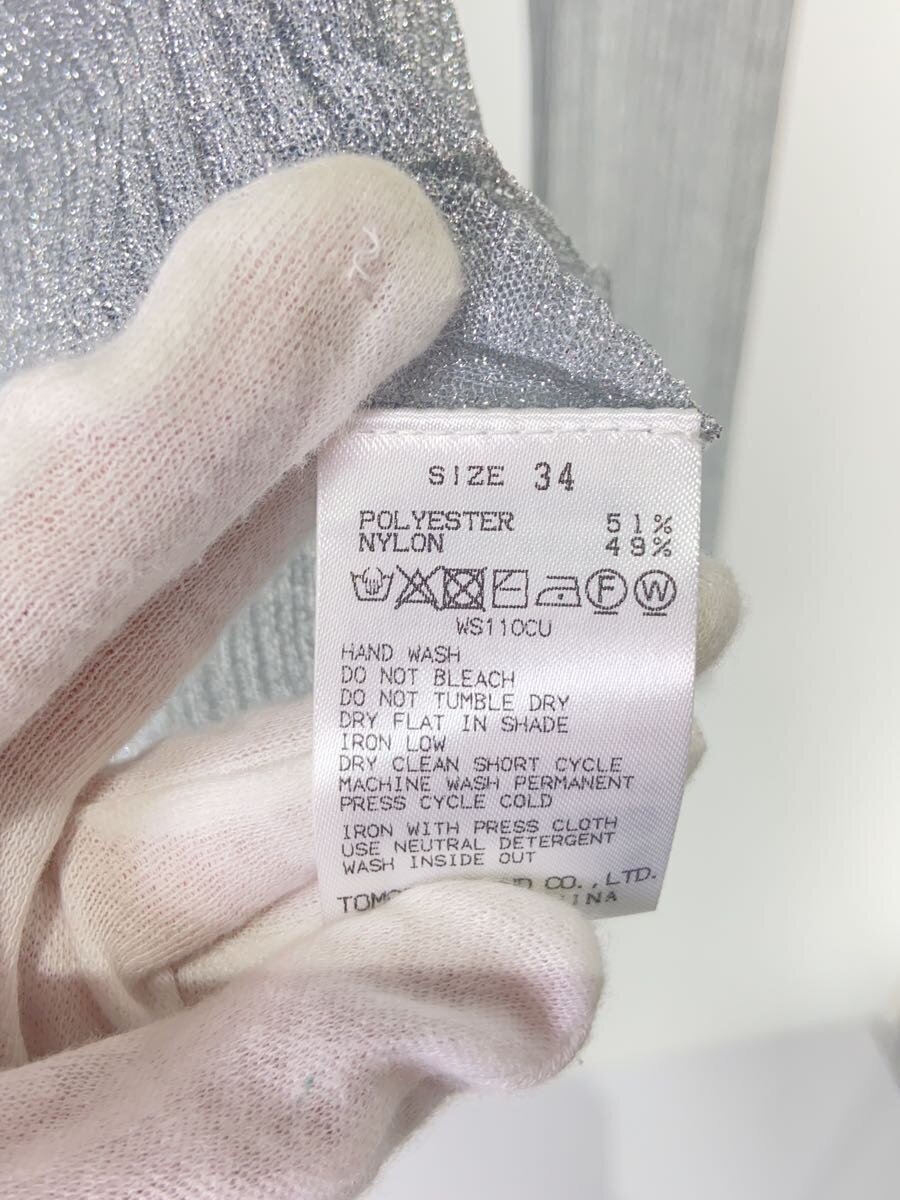 SIZE 34
POLYESTER 51%
NYLON 49%
F W
WS110CU
HAND WASH
DO NOT BLEACH
DO NOT TUMBLE DRY
DRY FLAT IN SHADE
IRON LOW
DRY CLEAN SHORT CYCLE
MACHINE WASH PERMANENT
PRESS CYCLE COLD
IRON WITH PRESS CLOTH
USE NEUTRAL DETERGENT
WASH INSIDE OUT
CO.,LTD.